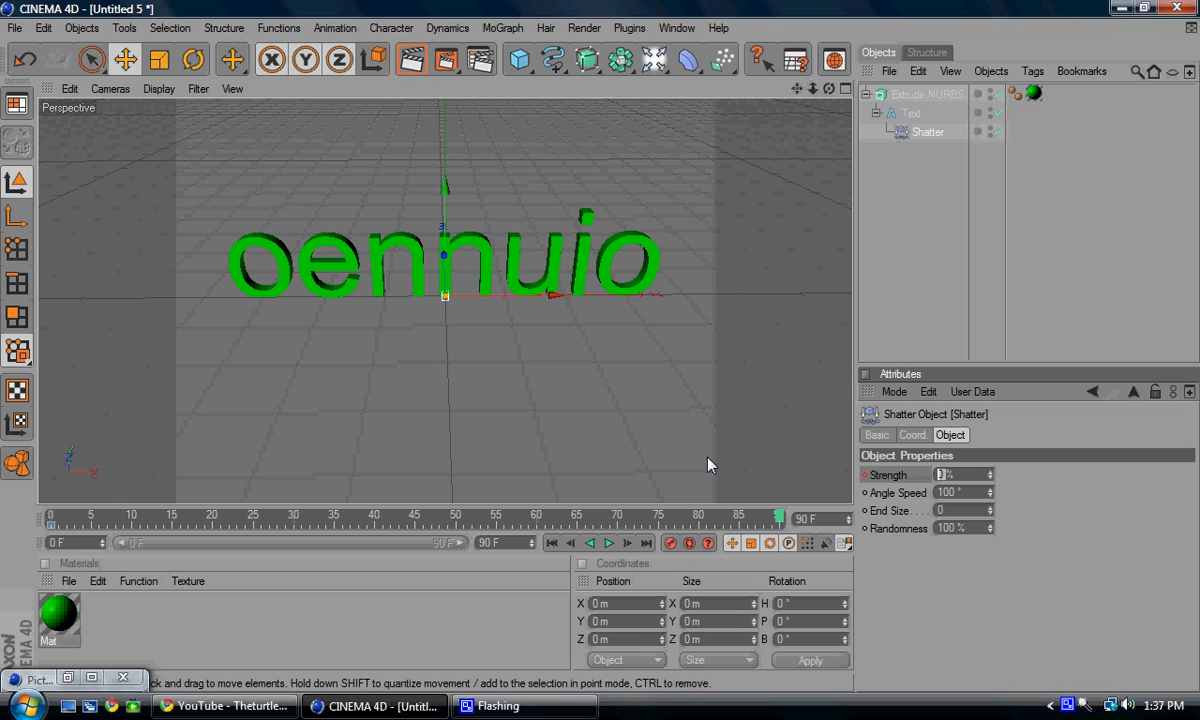 CINEMA 4D - [Untitled 5 *]
File Edit Objects Tools Selection Structure Functions Animation Character Dynamics MoGraph Hair Render Plugins Window Help
X Y Z
Objects Structure
File Edit View Objects Tags Bookmarks
Edit Cameras Display Filter View
Perspective
Extrude NURBS
Text
Shatter
oennuio
Attributes
Mode Edit User Data
Shatter Object [Shatter]
Basic Coord. Object
Object Properties
Strength %
Angle Speed 100 °
End Size 0
Randomness 100 %
0 5 10 15 20 25 30 35 40 45 50 55 60 65 70 75 80 85 90 F
0 F 0 F 90 F 90 F
Materials
File Edit Function Texture
Mat
Coordinates
Position Size Rotation
X 0 m X 0 m H 0 °
Y 0 m Y 0 m P 0 °
Z 0 m Z 0 m B 0 °
Object Size Apply
Pict...
ck and drag to move elements. Hold down SHIFT to quantize movement / add to the selection in point mode, CTRL to remove.
YouTube - Theturtle... CINEMA 4D - [Untitl... Flashing 1:37 PM